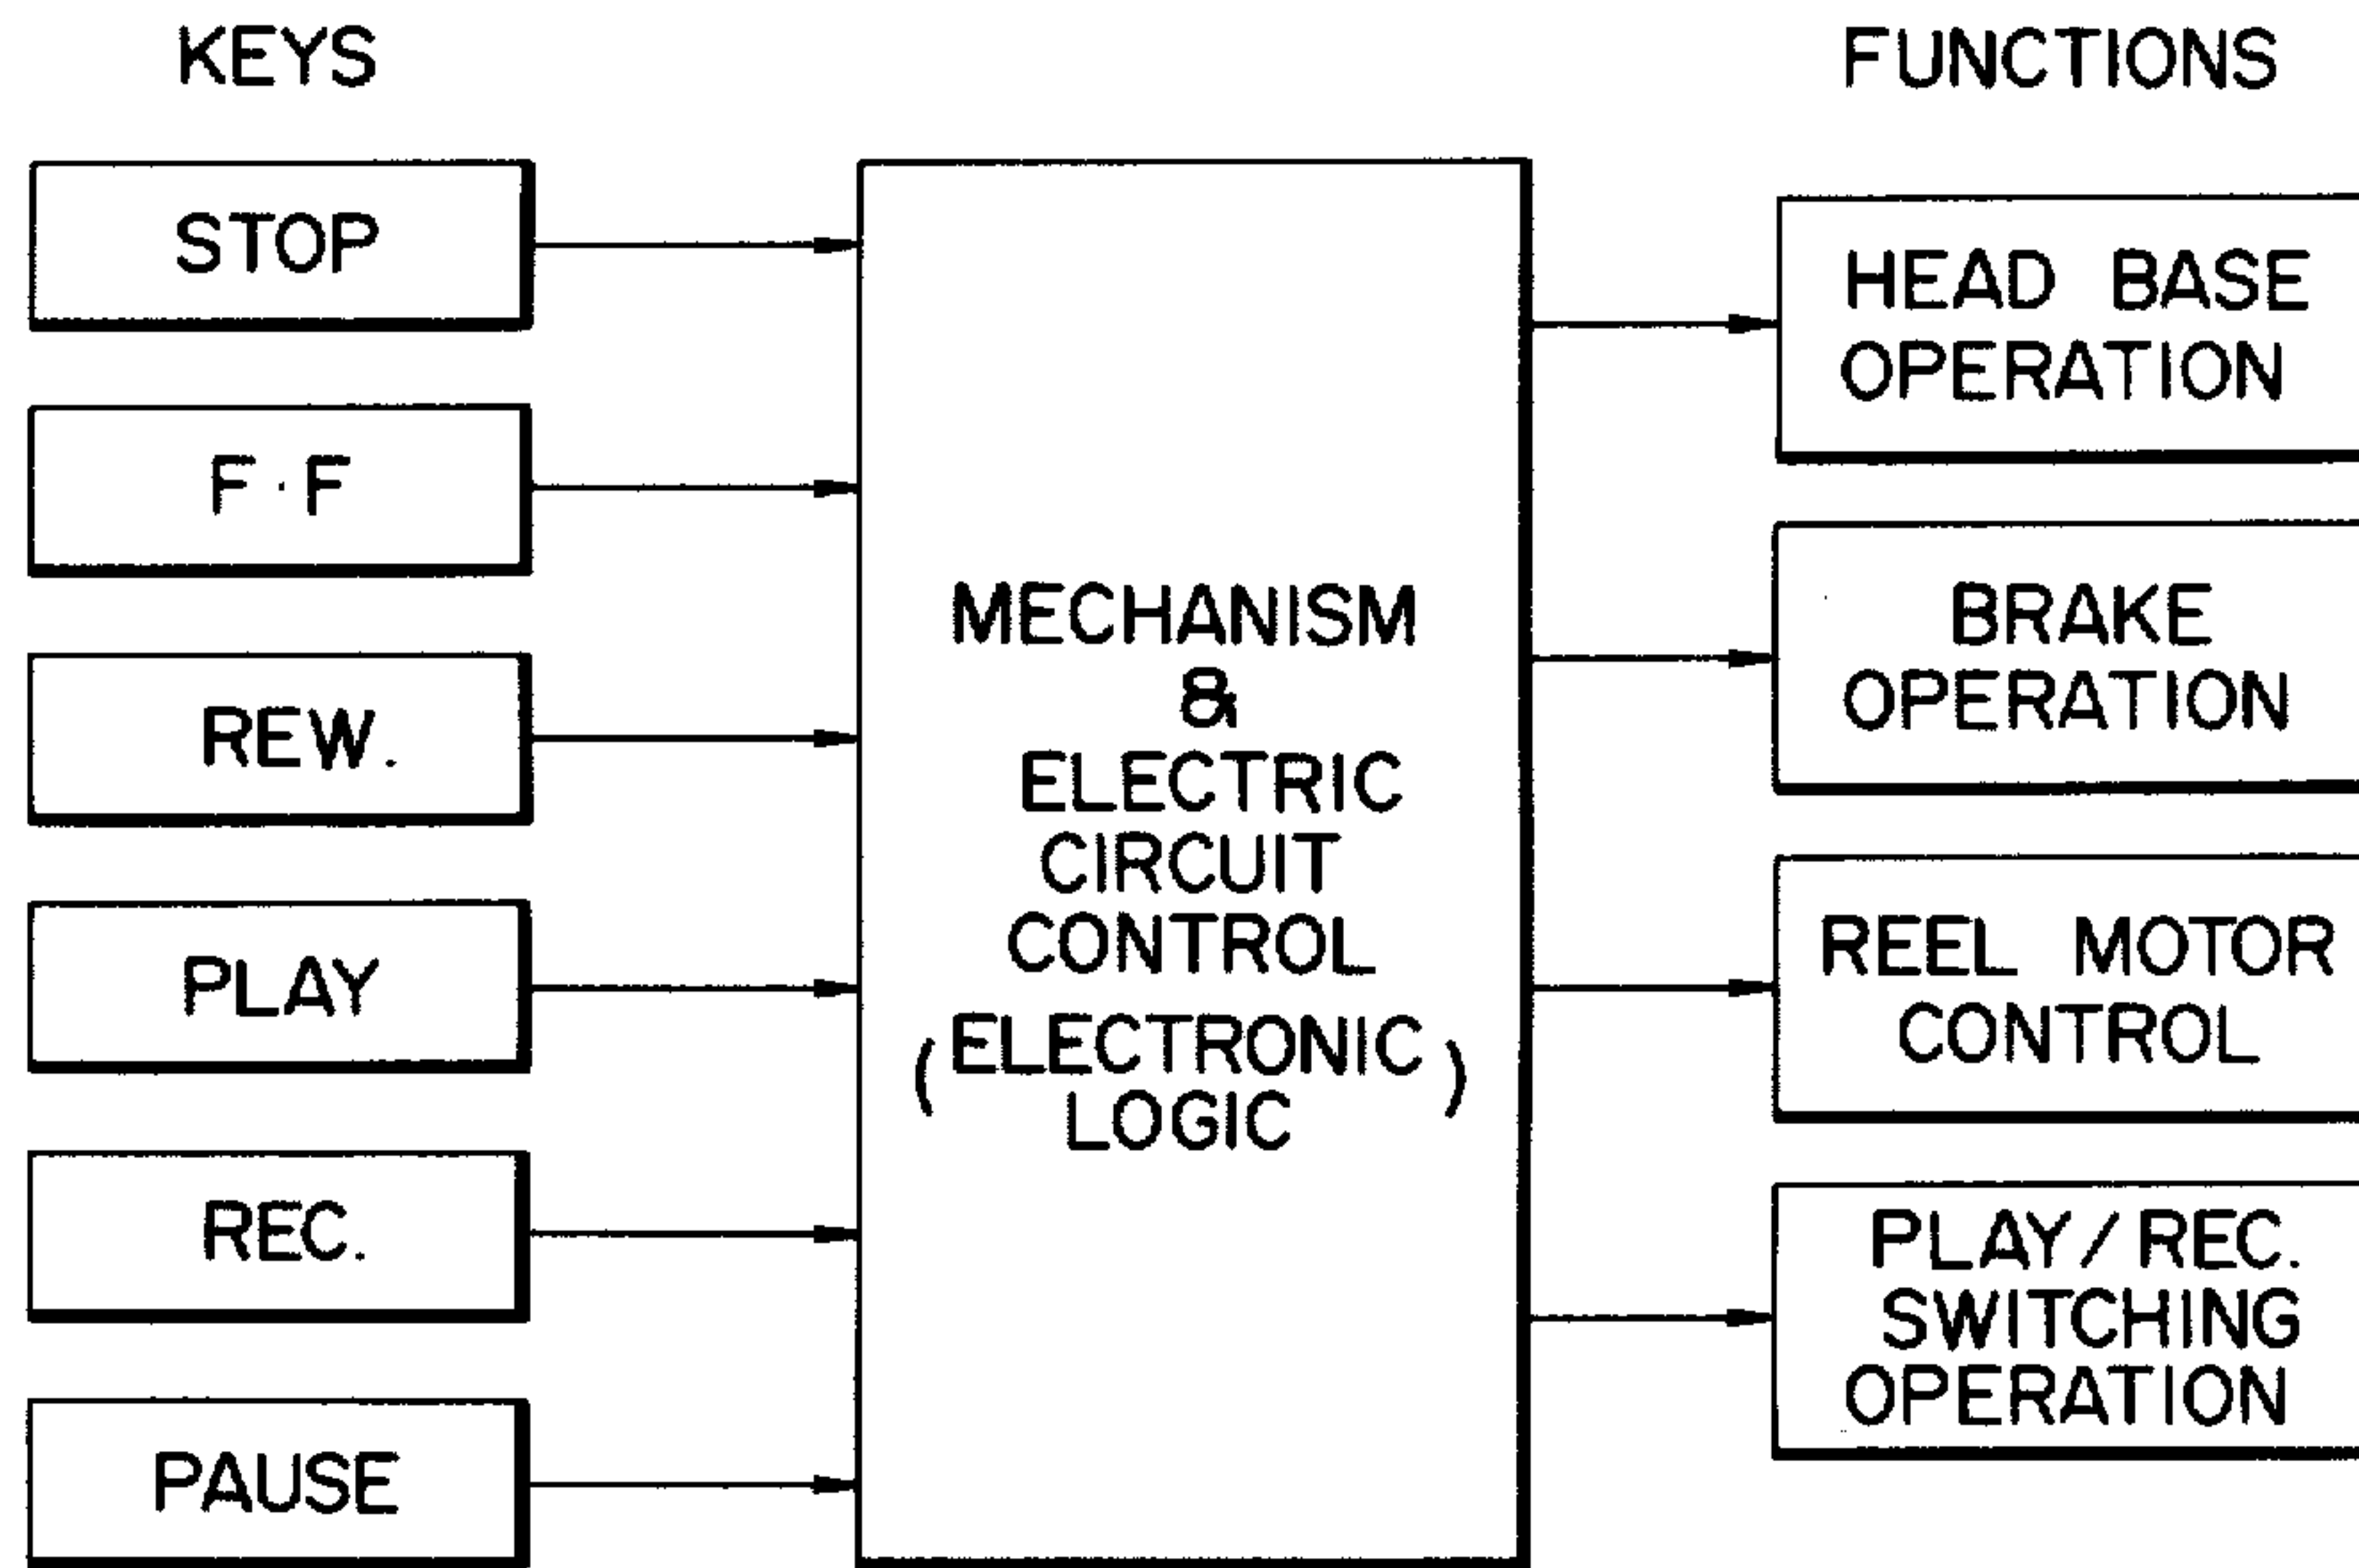 KEYS
STOP
F·F
REW.
PLAY
REC.
PAUSE
MECHANISM
&
ELECTRIC
CIRCUIT
CONTROL
(ELECTRONIC
LOGIC)
FUNCTIONS
HEAD BASE
OPERATION
BRAKE
OPERATION
REEL MOTOR
CONTROL
PLAY/REC.
SWITCHING
OPERATION